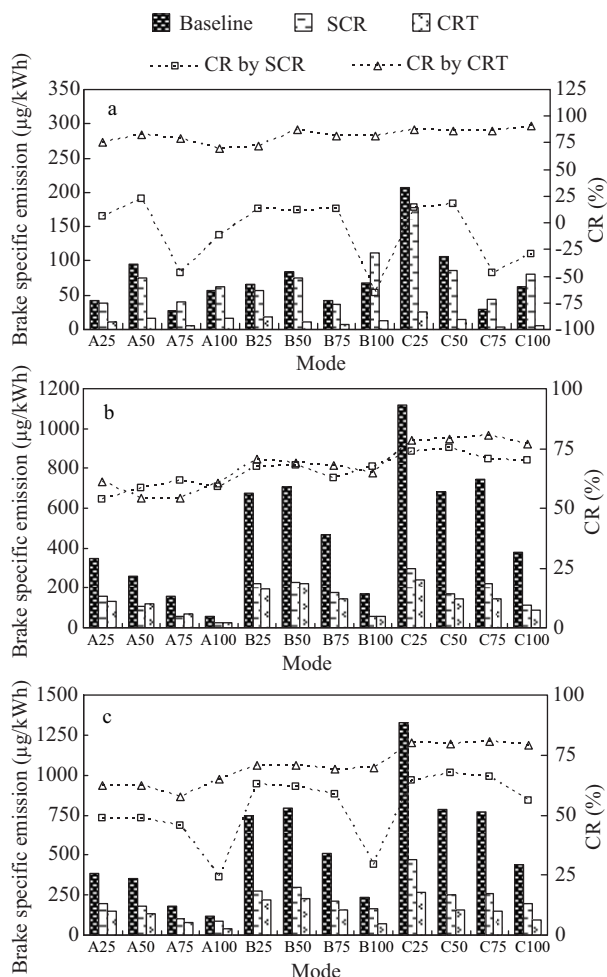 Baseline SCR CRT
CR by SCR CR by CRT
a
Brake specific emission (μg/kWh)
350
300
250
200
150
100
50
0
125
100
75
50
25
0
-25
-50
-75
-100
CR (%)
A25 A50 A75 A100 B25 B50 B75 B100 C25 C50 C75 C100
Mode
b
Brake specific emission (μg/kWh)
1200
1000
800
600
400
200
0
100
75
50
25
0
CR (%)
A25 A50 A75 A100 B25 B50 B75 B100 C25 C50 C75 C100
Mode
c
Brake specific emission (μg/kWh)
1500
1250
1000
750
500
250
0
100
75
50
25
0
CR (%)
A25 A50 A75 A100 B25 B50 B75 B100 C25 C50 C75 C100
Mode